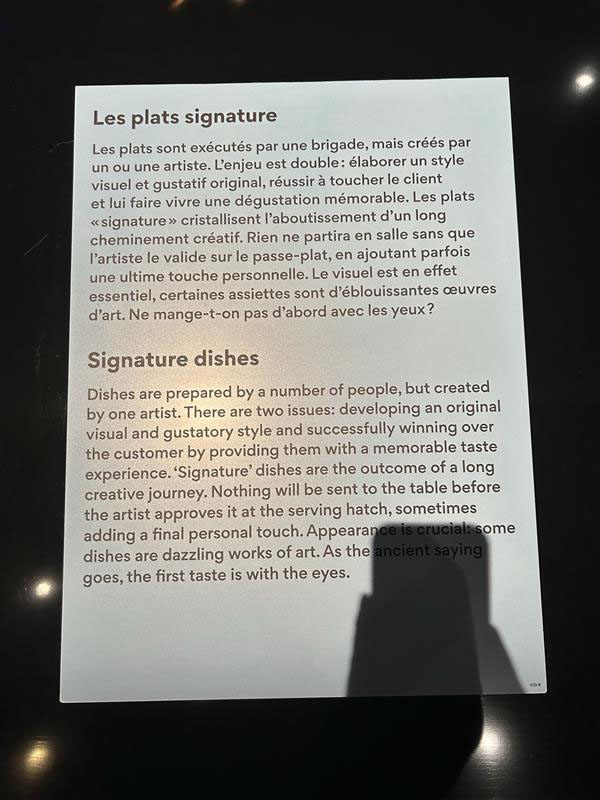 Les plats signature
Les plats sont exécutés par une brigade, mais créés par
un ou une artiste. L’enjeu est double : élaborer un style
visuel et gustatif original, réussir à toucher le client
et lui faire vivre une dégustation mémorable. Les plats
« signature » cristallisent l’aboutissement d’un long
cheminement créatif. Rien ne partira en salle sans que
l’artiste le valide sur le passe-plat, en ajoutant parfois
une ultime touche personnelle. Le visuel est en effet
essentiel, certaines assiettes sont d’éblouissantes œuvres
d’art. Ne mange-t-on pas d’abord avec les yeux ?
Signature dishes
Dishes are prepared by a number of people, but created
by one artist. There are two issues: developing an original
visual and gustatory style and successfully winning over
the customer by providing them with a memorable taste
experience. ‘Signature’ dishes are the outcome of a long
creative journey. Nothing will be sent to the table before
the artist approves it at the serving hatch, sometimes
adding a final personal touch. Appearance is crucial: some
dishes are dazzling works of art. As the ancient saying
goes, the first taste is with the eyes.